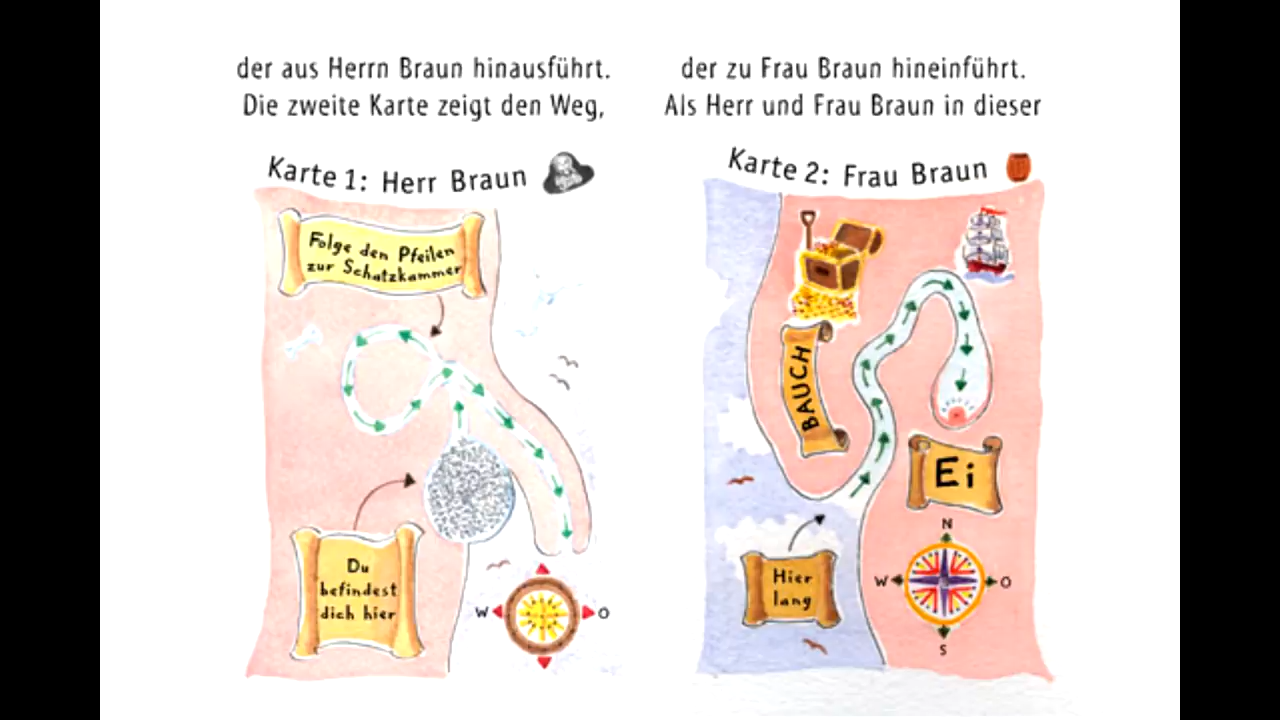 der aus Herrn Braun hinausführt.
Die zweite Karte zeigt den Weg,
Karte 1: Herr Braun
Folge den Pfeilen
zur Schatzkammer
Du
befindest
dich hier
W
O
der zu Frau Braun hineinführt.
Als Herr und Frau Braun in dieser
Karte 2: Frau Braun
BAUCH
Ei
Hier
lang
N
W
O
S